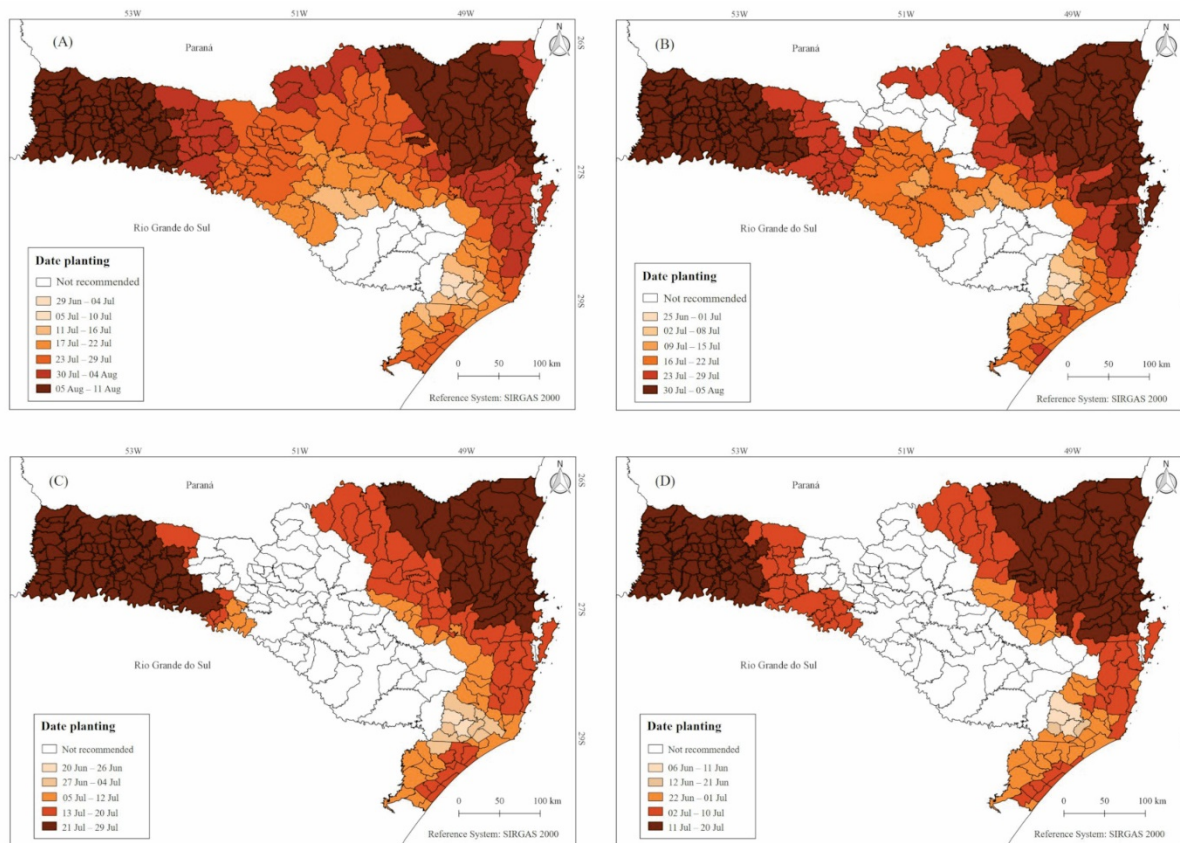 53W 51W 49W
(A)
Paraná
N
26S
27S
Rio Grande do Sul
29S
Date planting
Not recommended
29 Jun – 04 Jul
05 Jul – 10 Jul
11 Jul – 16 Jul
17 Jul – 22 Jul
23 Jul – 29 Jul
30 Jul – 04 Aug
05 Aug – 11 Aug
0 50 100 km
Reference System: SIRGAS 2000
53W 51W 49W
(B)
Paraná
N
26S
27S
Rio Grande do Sul
29S
Date planting
Not recommended
25 Jun – 01 Jul
02 Jul – 08 Jul
09 Jul – 15 Jul
16 Jul – 22 Jul
23 Jul – 29 Jul
30 Jul – 05 Aug
0 50 100 km
Reference System: SIRGAS 2000
53W 51W 49W
(C)
Paraná
N
26S
27S
Rio Grande do Sul
29S
Date planting
Not recommended
20 Jun – 26 Jun
27 Jun – 04 Jul
05 Jul – 12 Jul
13 Jul – 20 Jul
21 Jul – 29 Jul
0 50 100 km
Reference System: SIRGAS 2000
53W 51W 49W
(D)
Paraná
N
26S
27S
Rio Grande do Sul
29S
Date planting
Not recommended
06 Jun – 11 Jun
12 Jun – 21 Jun
22 Jun – 01 Jul
02 Jul – 10 Jul
11 Jul – 20 Jul
0 50 100 km
Reference System: SIRGAS 2000